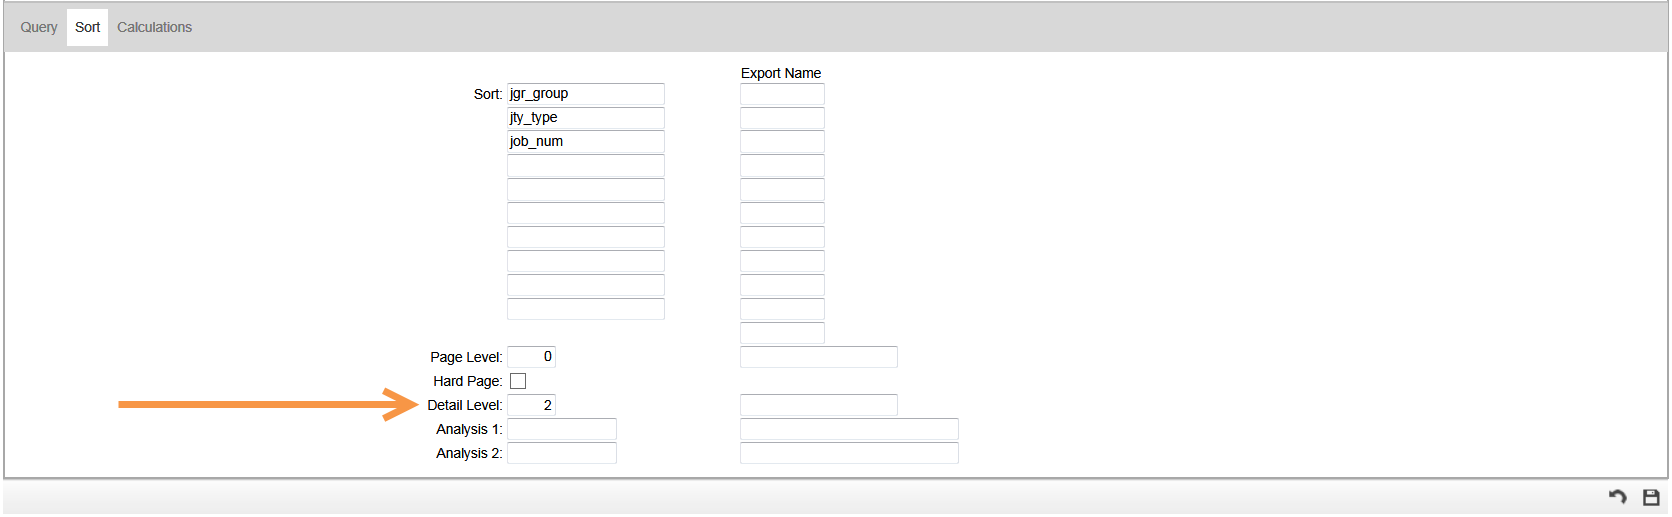 Query Sort Calculations
Export Name
Sort: jgr_group
jty_type
job_num
Page Level: 0
Hard Page:
Detail Level: 2
Analysis 1:
Analysis 2: